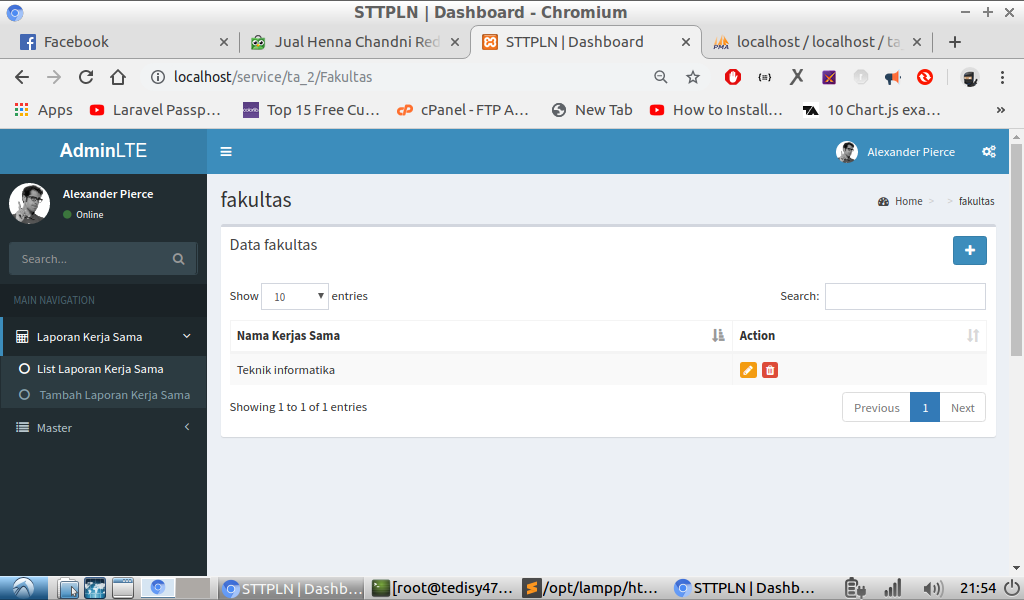 STTPLN | Dashboard - Chromium
Facebook
Jual Henna Chandni Red
STTPLN | Dashboard
PMA
localhost / localhost / ta_
localhost/service/ta_2/Fakultas
Apps
Laravel Passp...
Top 15 Free Cu...
cPanel - FTP A...
New Tab
How to Install...
10 Chart.js exa...
AdminLTE
Alexander Pierce
Alexander Pierce
Online
Search...
MAIN NAVIGATION
Laporan Kerja Sama
List Laporan Kerja Sama
Tambah Laporan Kerja Sama
Master
fakultas
Home > > fakultas
Data fakultas
Show 10 entries
Search:
Nama Kerjas Sama
Action
Teknik informatika
Showing 1 to 1 of 1 entries
Previous 1 Next
STTPLN | Dashb...
[root@tedisy47...
/opt/lampp/ht...
STTPLN | Dashb...
21:54